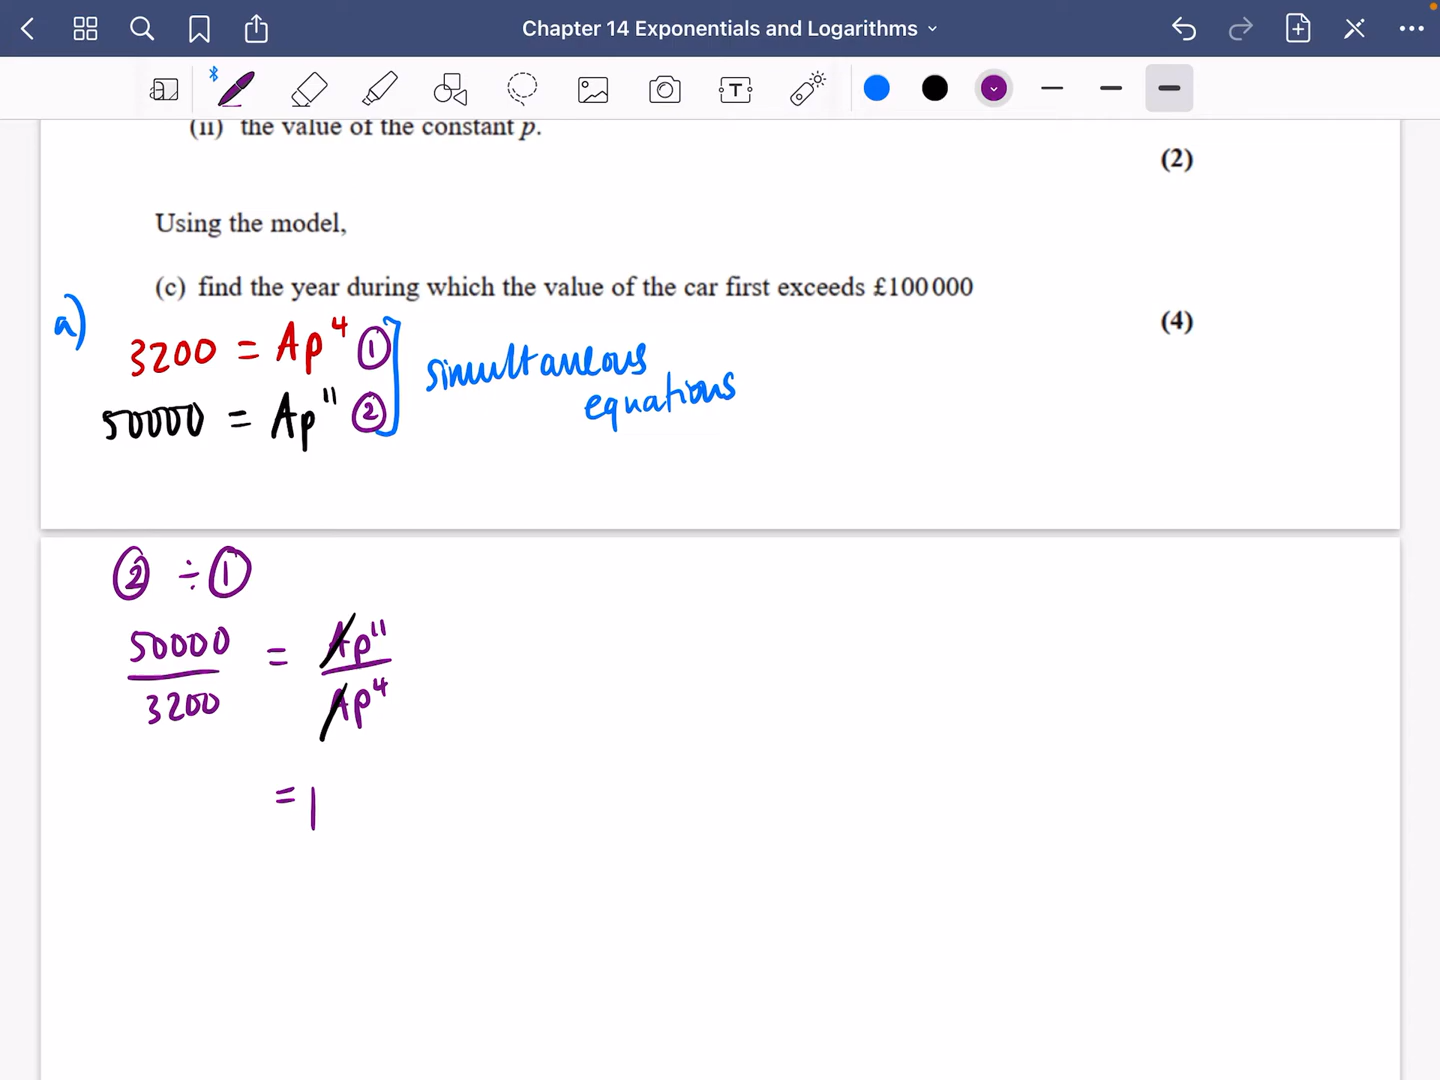 Chapter 14 Exponentials and Logarithms
a
T
(ii) the value of the constant p.
(2)
Using the model,
(c) find the year during which the value of the car first exceeds £100 000
(4)
a)
3200 = Ap⁴ ①
50000 = Ap¹¹ ②
simultaneous
equations
② ÷ ①
50000 = Ap¹¹
3200 Ap⁴
= |